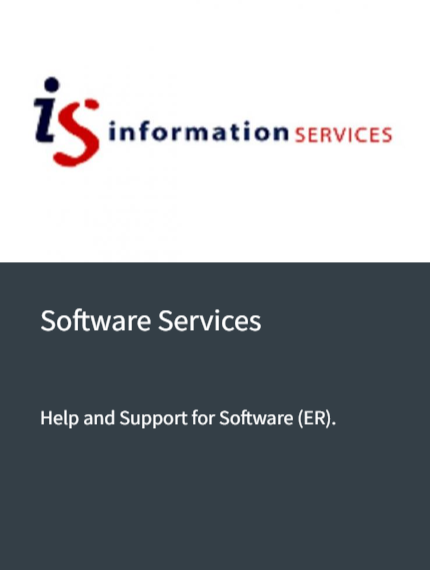 is information SERVICES
Software Services
Help and Support for Software (ER).